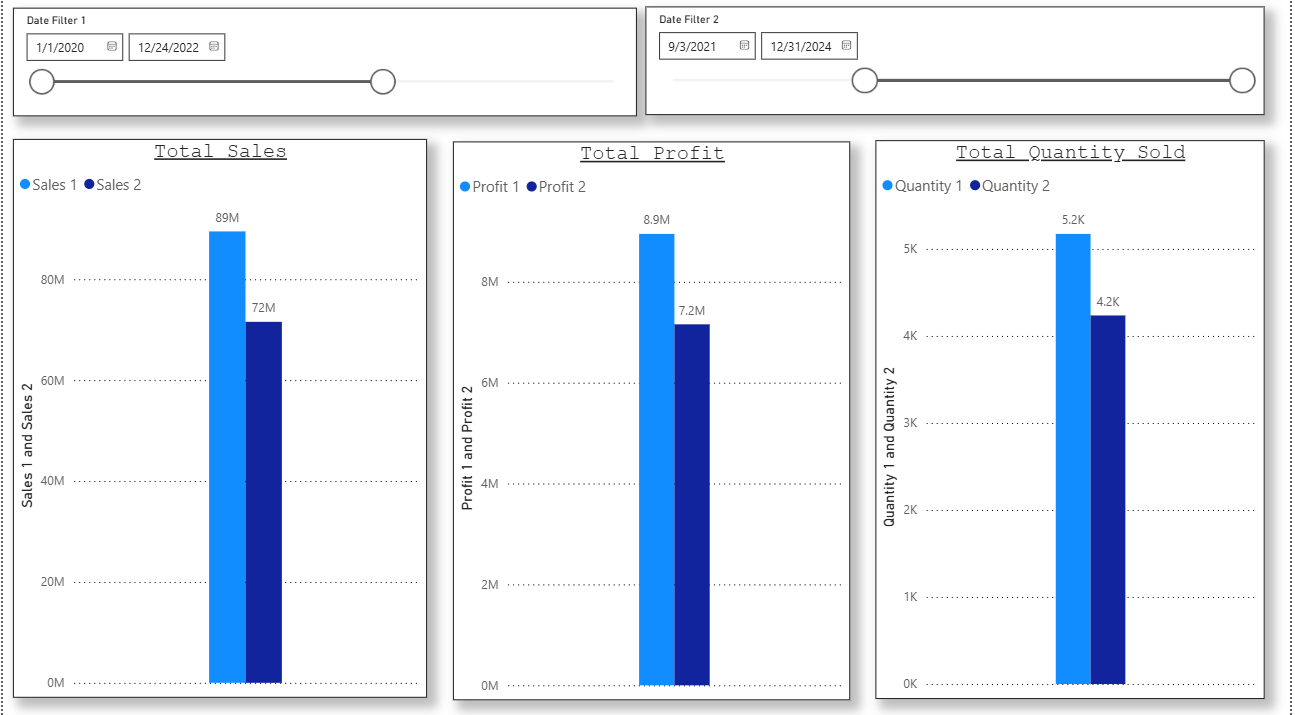 Date Filter 1
1/1/2020 12/24/2022
Date Filter 2
9/3/2021 12/31/2024
Total Sales
Sales 1 Sales 2
89M
72M
80M
60M
40M
20M
0M
Sales 1 and Sales 2
Total Profit
Profit 1 Profit 2
8.9M
7.2M
8M
6M
4M
2M
0M
Profit 1 and Profit 2
Total Quantity Sold
Quantity 1 Quantity 2
5.2K
4.2K
5K
4K
3K
2K
1K
0K
Quantity 1 and Quantity 2